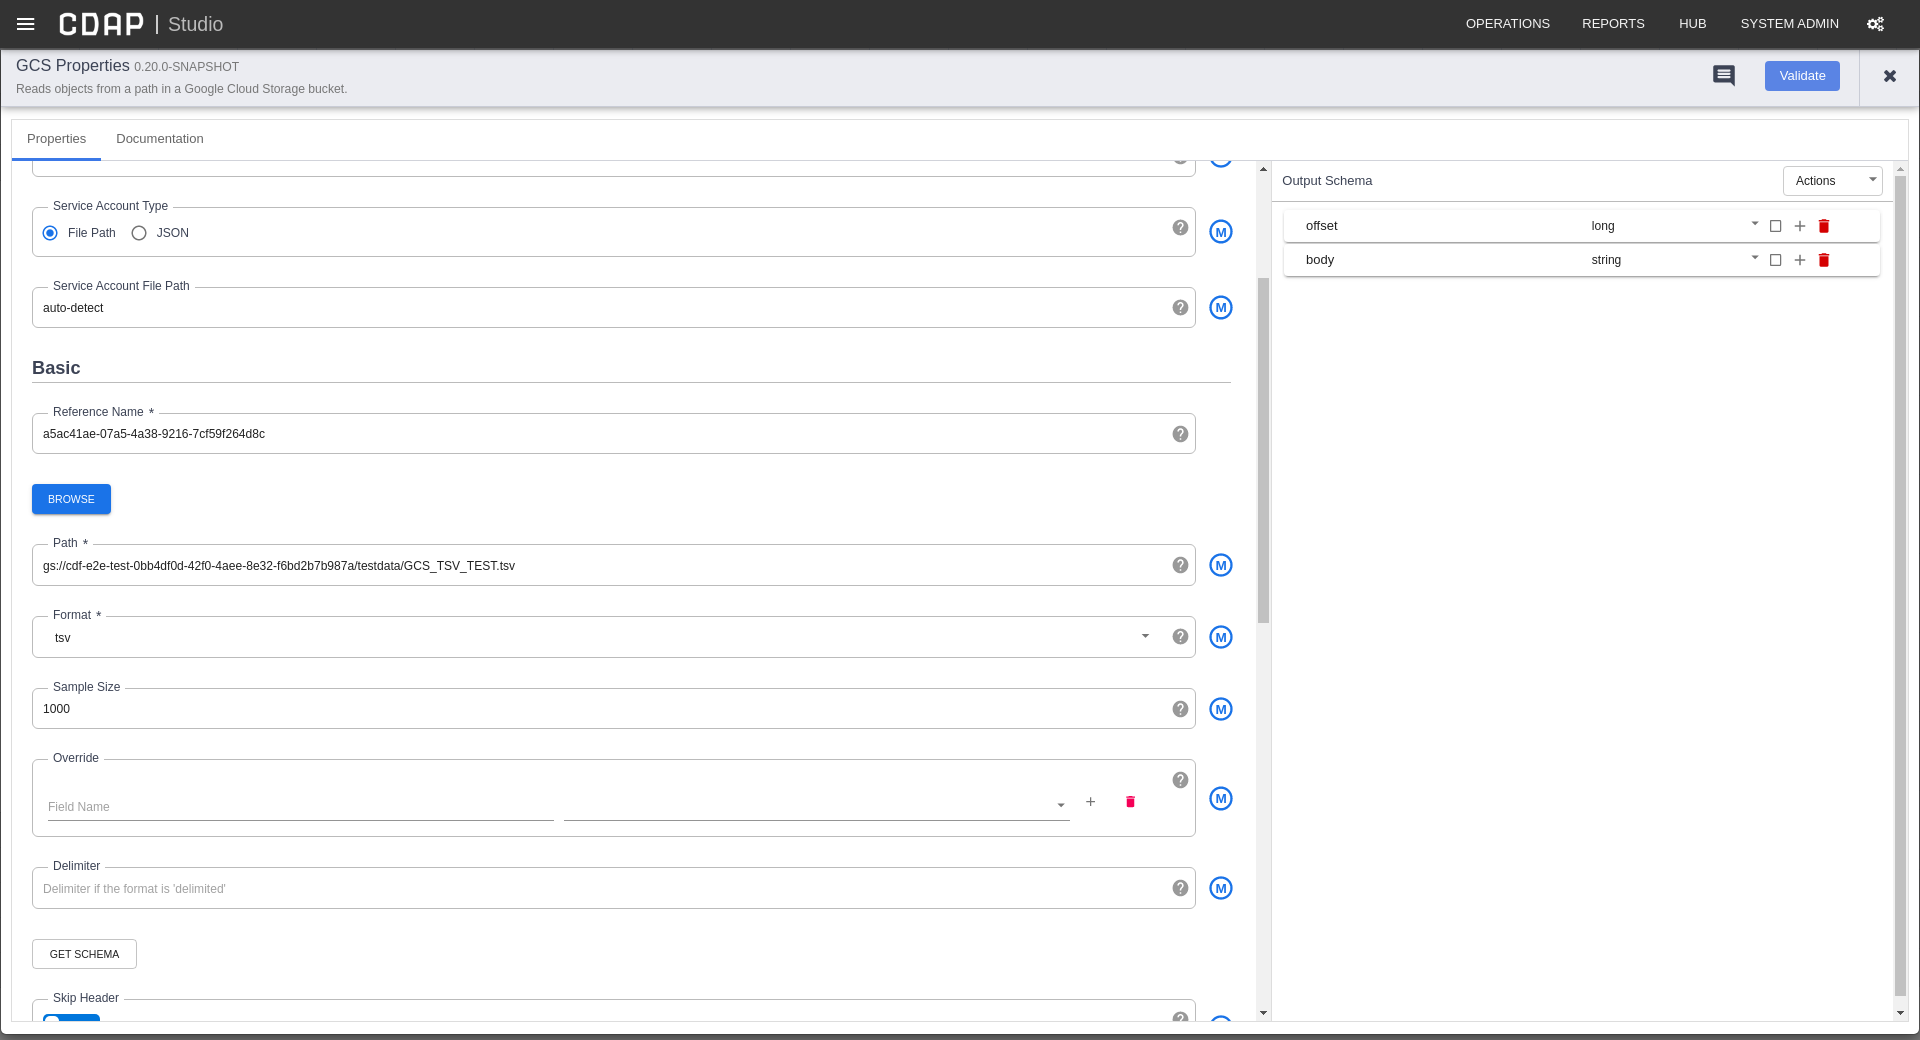 CDAP | Studio
OPERATIONS REPORTS HUB SYSTEM ADMIN
GCS Properties 0.20.0-SNAPSHOT
Reads objects from a path in a Google Cloud Storage bucket.
Validate
Properties Documentation
Service Account Type
File Path JSON
M
Service Account File Path
auto-detect
M
Basic
Reference Name *
a5ac41ae-07a5-4a38-9216-7cf59f264d8c
BROWSE
Path *
gs://cdf-e2e-test-0bb4df0d-42f0-4aee-8e32-f6bd2b7b987a/testdata/GCS_TSV_TEST.tsv
M
Format *
tsv
M
Sample Size
1000
M
Override
Field Name
M
Delimiter
Delimiter if the format is 'delimited'
M
GET SCHEMA
Skip Header
Output Schema
Actions
offset long
body string